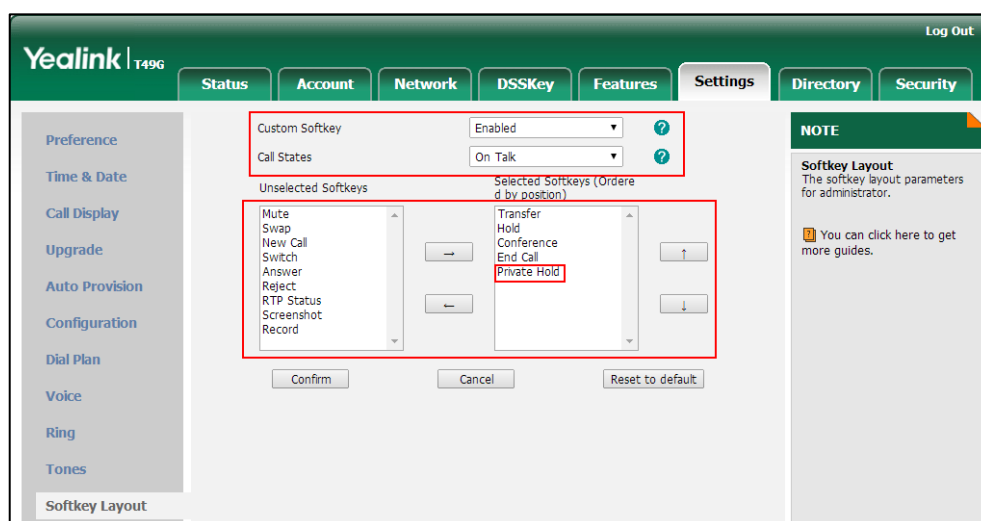 Log Out
Yealink | T49G
Status
Account
Network
DSSKey
Features
Settings
Directory
Security
Preference
Time & Date
Call Display
Upgrade
Auto Provision
Configuration
Dial Plan
Voice
Ring
Tones
Softkey Layout
Custom Softkey
Enabled
Call States
On Talk
Unselected Softkeys
Selected Softkeys (Ordere
d by position)
Mute
Swap
New Call
Switch
Answer
Reject
RTP Status
Screenshot
Record
→
←
Transfer
Hold
Conference
End Call
Private Hold
↑
↓
Confirm
Cancel
Reset to default
NOTE
Softkey Layout
The softkey layout parameters
for administrator.
You can click here to get
more guides.